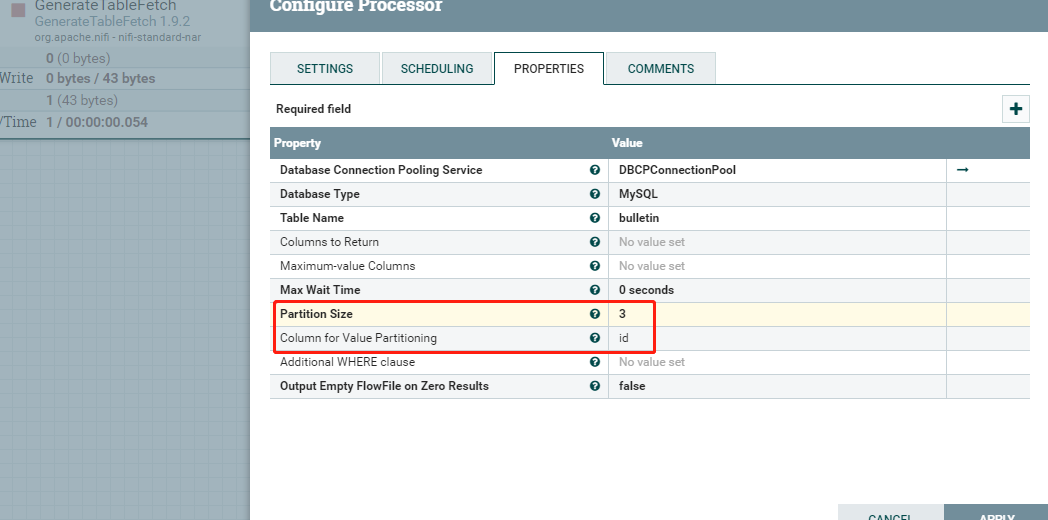 GenerateTableFetch
GenerateTableFetch 1.9.2
org.apache.nifi - nifi-standard-nar
0 (0 bytes)
Write 0 bytes / 43 bytes
1 (43 bytes)
/Time 1 / 00:00:00.054
Configure Processor
SETTINGS SCHEDULING PROPERTIES COMMENTS
Required field
Property Value
Database Connection Pooling Service DBCPConnectionPool
Database Type MySQL
Table Name bulletin
Columns to Return No value set
Maximum-value Columns No value set
Max Wait Time 0 seconds
Partition Size 3
Column for Value Partitioning id
Additional WHERE clause No value set
Output Empty FlowFile on Zero Results false
CANCEL APPLY